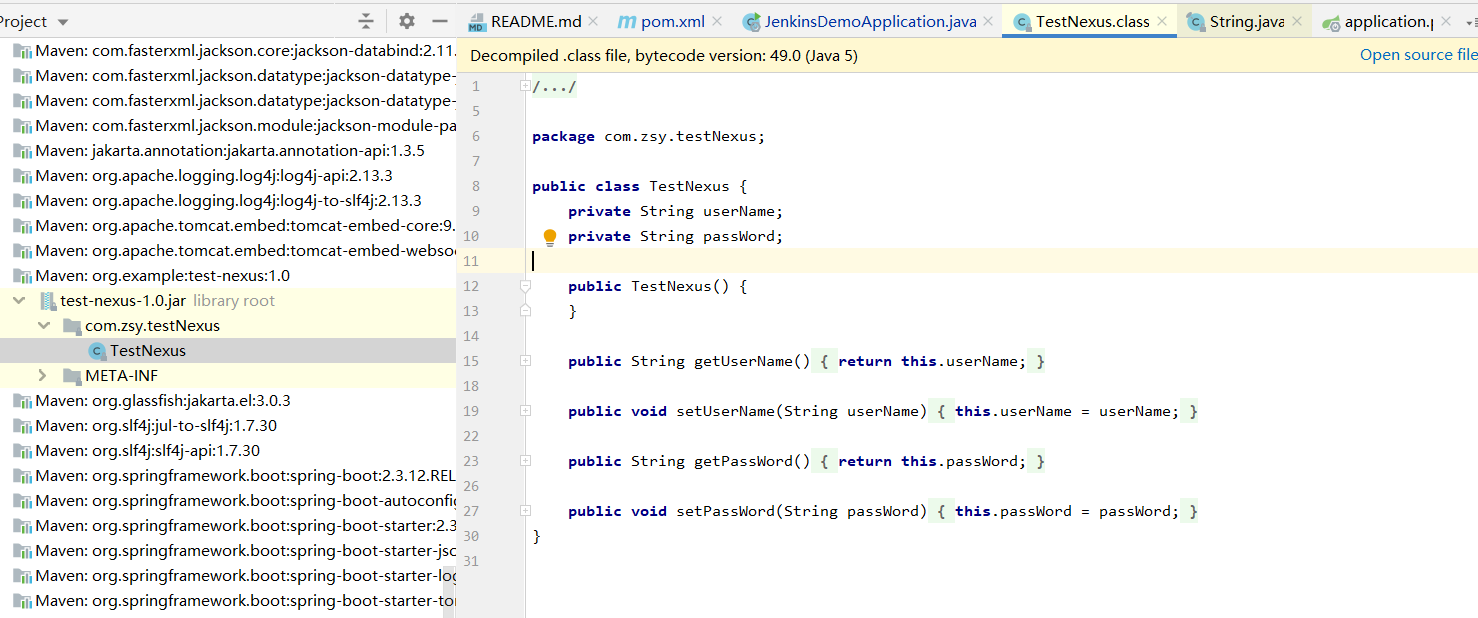 Project
Maven: com.fasterxml.jackson.core:jackson-databind:2.11.
Maven: com.fasterxml.jackson.datatype:jackson-datatype-
Maven: com.fasterxml.jackson.datatype:jackson-datatype-
Maven: com.fasterxml.jackson.module:jackson-module-pa
Maven: jakarta.annotation:jakarta.annotation-api:1.3.5
Maven: org.apache.logging.log4j:log4j-api:2.13.3
Maven: org.apache.logging.log4j:log4j-to-slf4j:2.13.3
Maven: org.apache.tomcat.embed:tomcat-embed-core:9.
Maven: org.apache.tomcat.embed:tomcat-embed-webso
Maven: org.example:test-nexus:1.0
test-nexus-1.0.jar library root
com.zsy.testNexus
C TestNexus
META-INF
Maven: org.glassfish:jakarta.el:3.0.3
Maven: org.slf4j:jul-to-slf4j:1.7.30
Maven: org.slf4j:slf4j-api:1.7.30
Maven: org.springframework.boot:spring-boot:2.3.12.REL
Maven: org.springframework.boot:spring-boot-autoconfig
Maven: org.springframework.boot:spring-boot-starter:2.3
Maven: org.springframework.boot:spring-boot-starter-jso
Maven: org.springframework.boot:spring-boot-starter-log
Maven: org.springframework.boot:spring-boot-starter-to
MD README.md m pom.xml C JenkinsDemoApplication.java C TestNexus.class C String.java application.p
Decompiled .class file, bytecode version: 49.0 (Java 5) Open source file
1 /.../
5
6 package com.zsy.testNexus;
7
8 public class TestNexus {
9 private String userName;
10 private String passWord;
11
12 public TestNexus() {
13 }
14
15 public String getUserName() { return this.userName; }
18
19 public void setUserName(String userName) { this.userName = userName; }
22
23 public String getPassWord() { return this.passWord; }
26
27 public void setPassWord(String passWord) { this.passWord = passWord; }
30 }
31